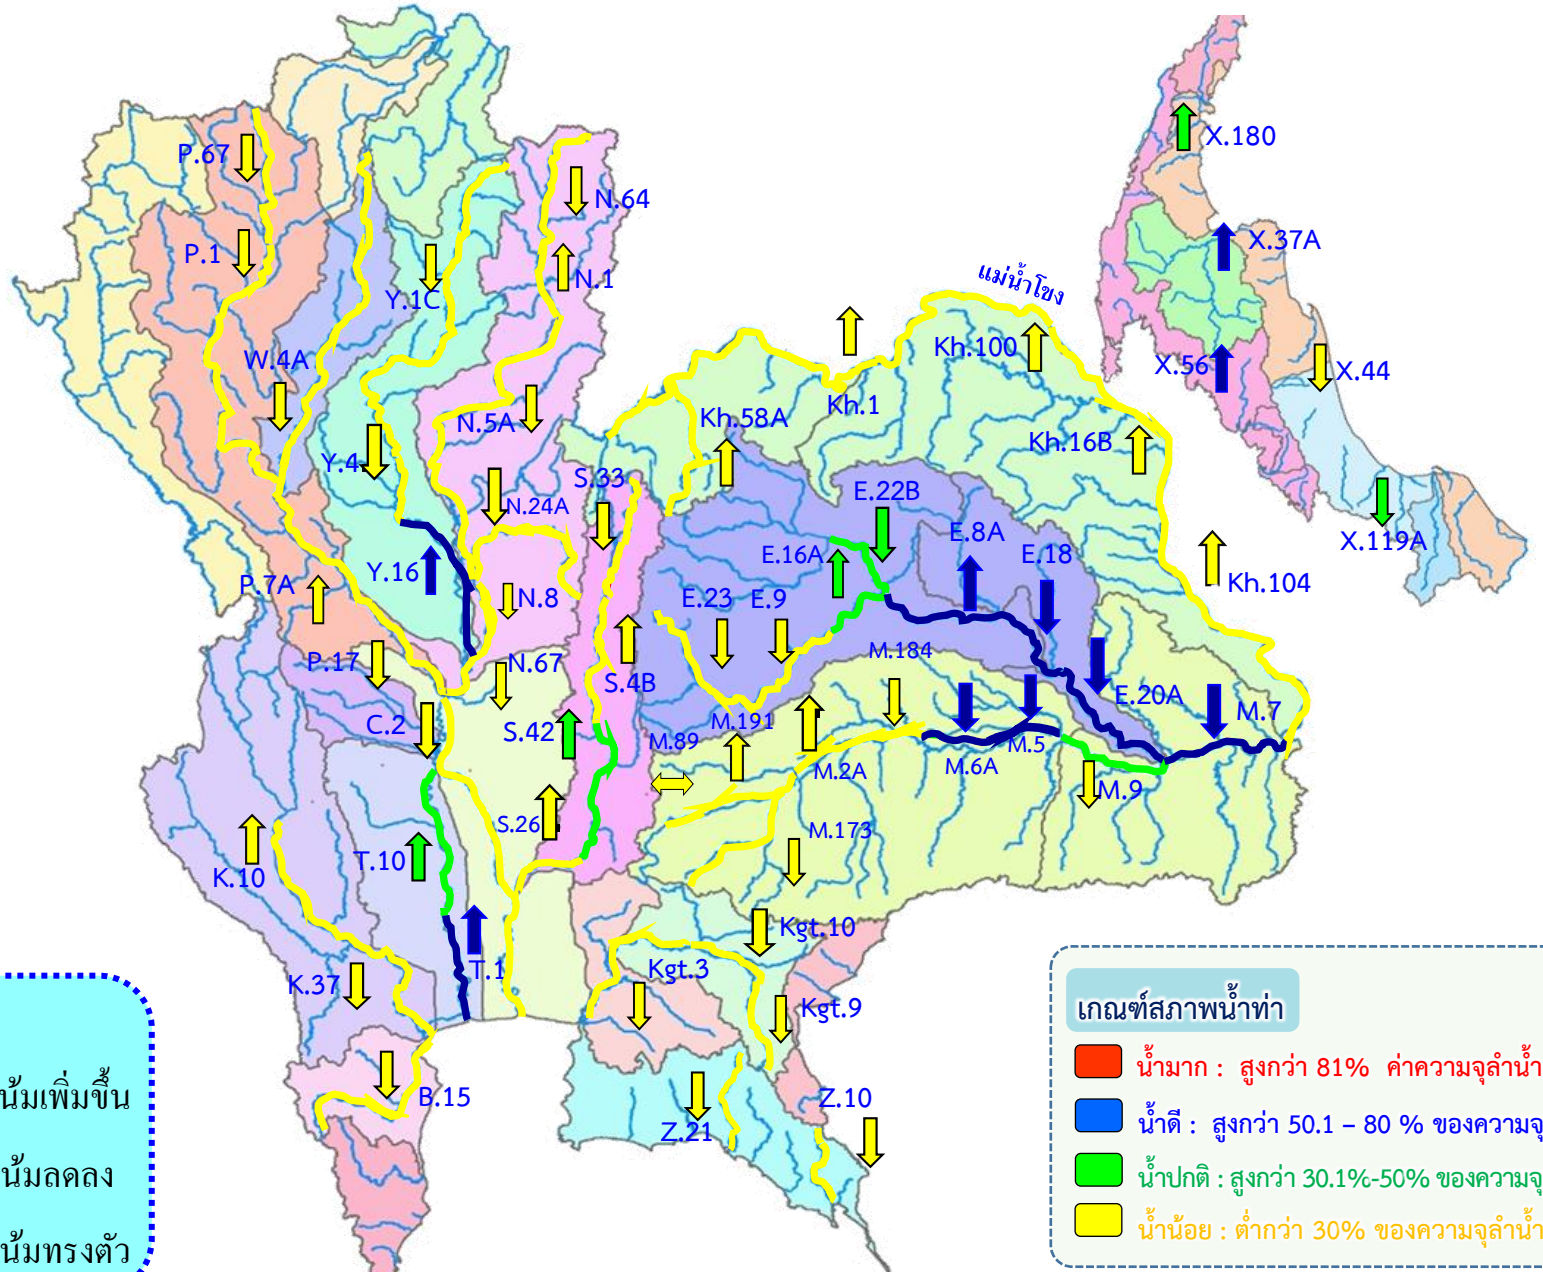 P.67
N.64
X.180
P.1
Y.1C
N.1
X.37A
แม่น้ำโขง
W.4A
Kh.100
X.56
X.44
N.5A
Kh.58A
Kh.1
Kh.16B
Y.4
S.33
N.24A
E.22B
E.8A
E.18
X.119A
Y.16
E.16A
P.7A
N.8
E.23
E.9
Kh.104
P.17
N.67
S.4B
M.184
E.20A
C.2
S.42
M.191
M.89
M.7
M.2A
M.6A
M.5
M.9
S.26
M.173
T.10
K.10
Kgt.10
T.1
Kgt.3
K.37
Kgt.9
B.15
Z.21
Z.10
น้มเพิ่มขึ้น
น้มลดลง
น้มทรงตัว
เกณฑ์สภาพน้ำท่า
น้ำมาก : สูงกว่า 81% ค่าความจุลำน้ำ
น้ำดี : สูงกว่า 50.1 – 80 % ของความจุ
น้ำปกติ : สูงกว่า 30.1%-50% ของความจุ
น้ำน้อย : ต่ำกว่า 30% ของความจุลำน้ำ